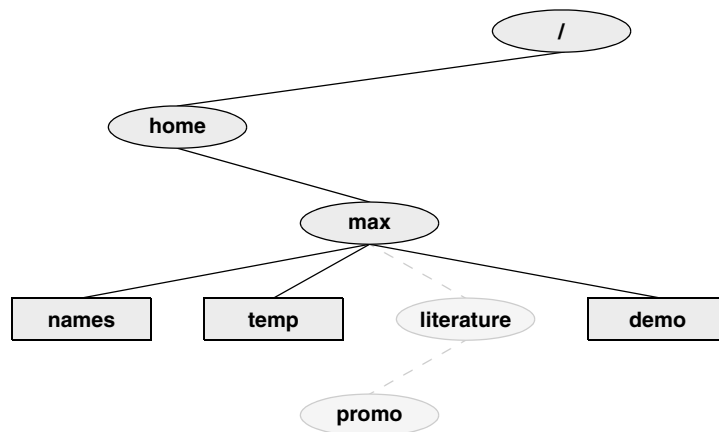 /
home
max
names
temp
literature
demo
promo